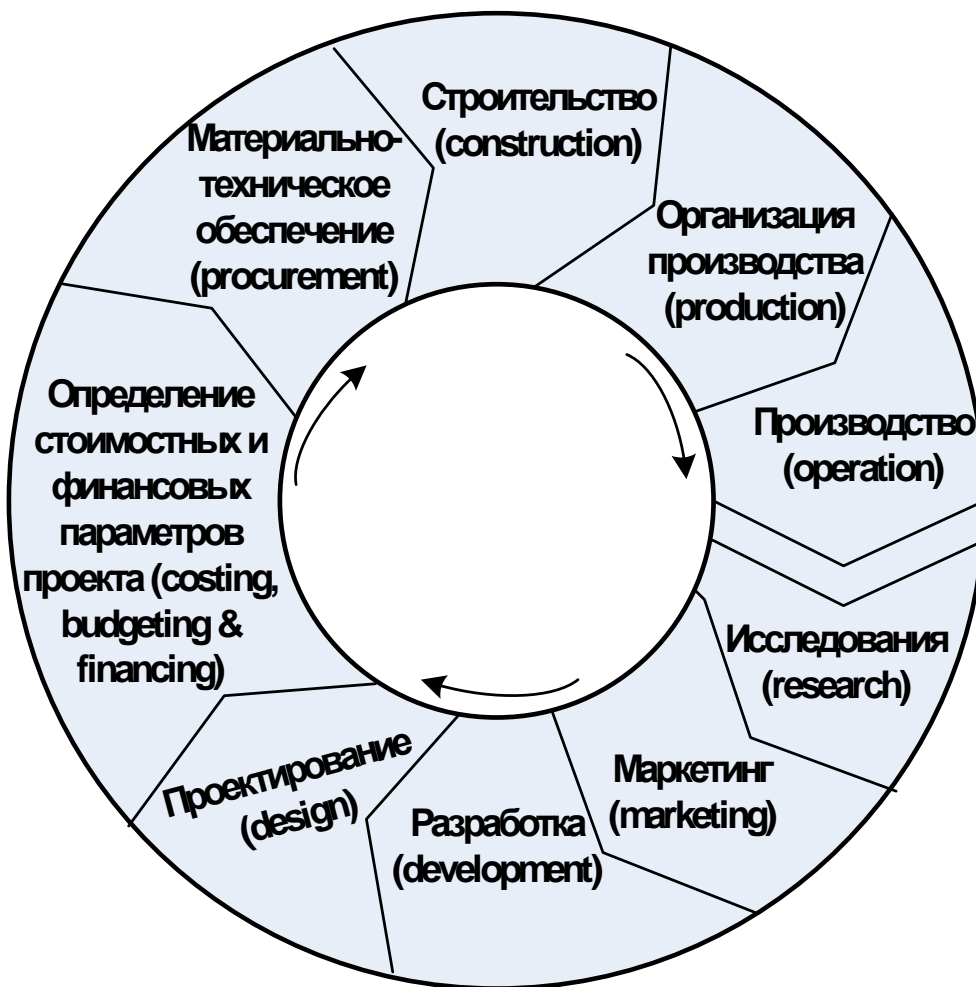 Строительство
(construction)
Материально-
техническое
обеспечение
(procurement)
Организация
производства
(production)
Определение
стоимостных и
финансовых
параметров
проекта (costing,
budgeting &
financing)
Производство
(operation)
Исследования
(research)
Маркетинг
(marketing)
Проектирование
(design)
Разработка
(development)